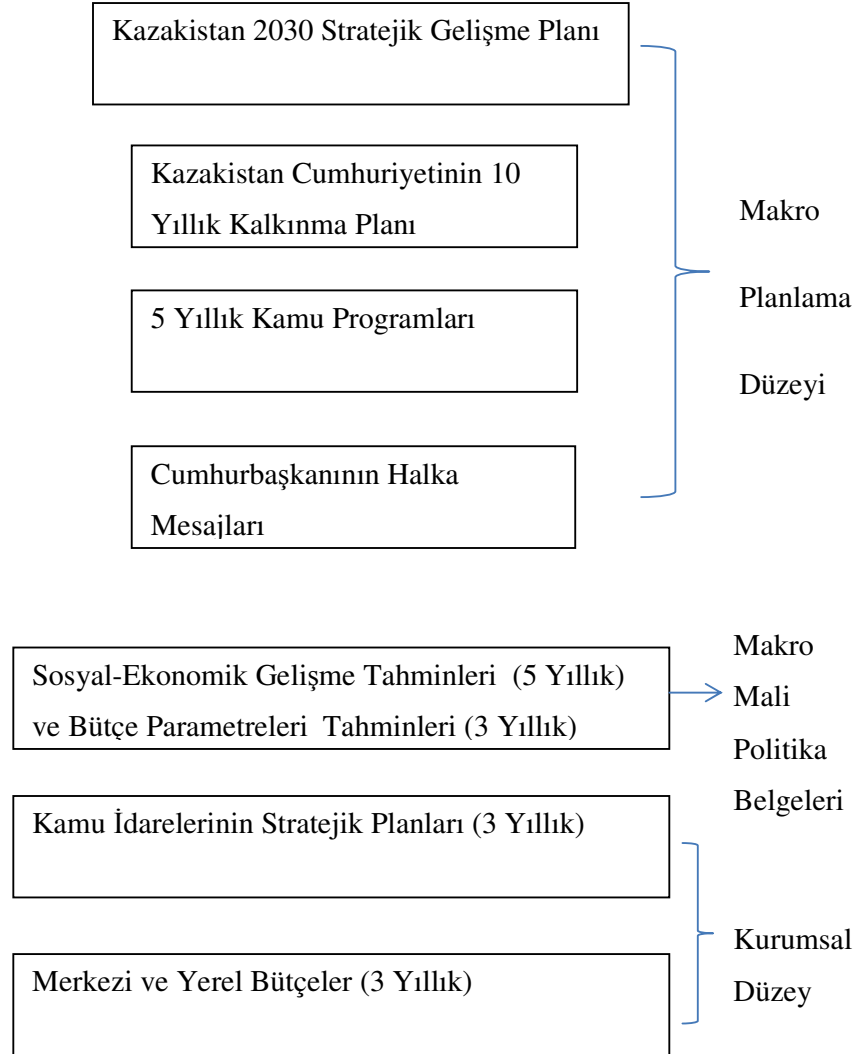 Kazakistan 2030 Stratejik Gelişme Planı
Kazakistan Cumhuriyetinin 10
Yıllık Kalkınma Planı
5 Yıllık Kamu Programları
Cumhurbaşkanının Halka
Mesajları
Makro
Planlama
Düzeyi
Sosyal-Ekonomik Gelişme Tahminleri (5 Yıllık)
ve Bütçe Parametreleri Tahminleri (3 Yıllık)
Makro
Mali
Politika
Belgeleri
Kamu İdarelerinin Stratejik Planları (3 Yıllık)
Merkezi ve Yerel Bütçeler (3 Yıllık)
Kurumsal
Düzey